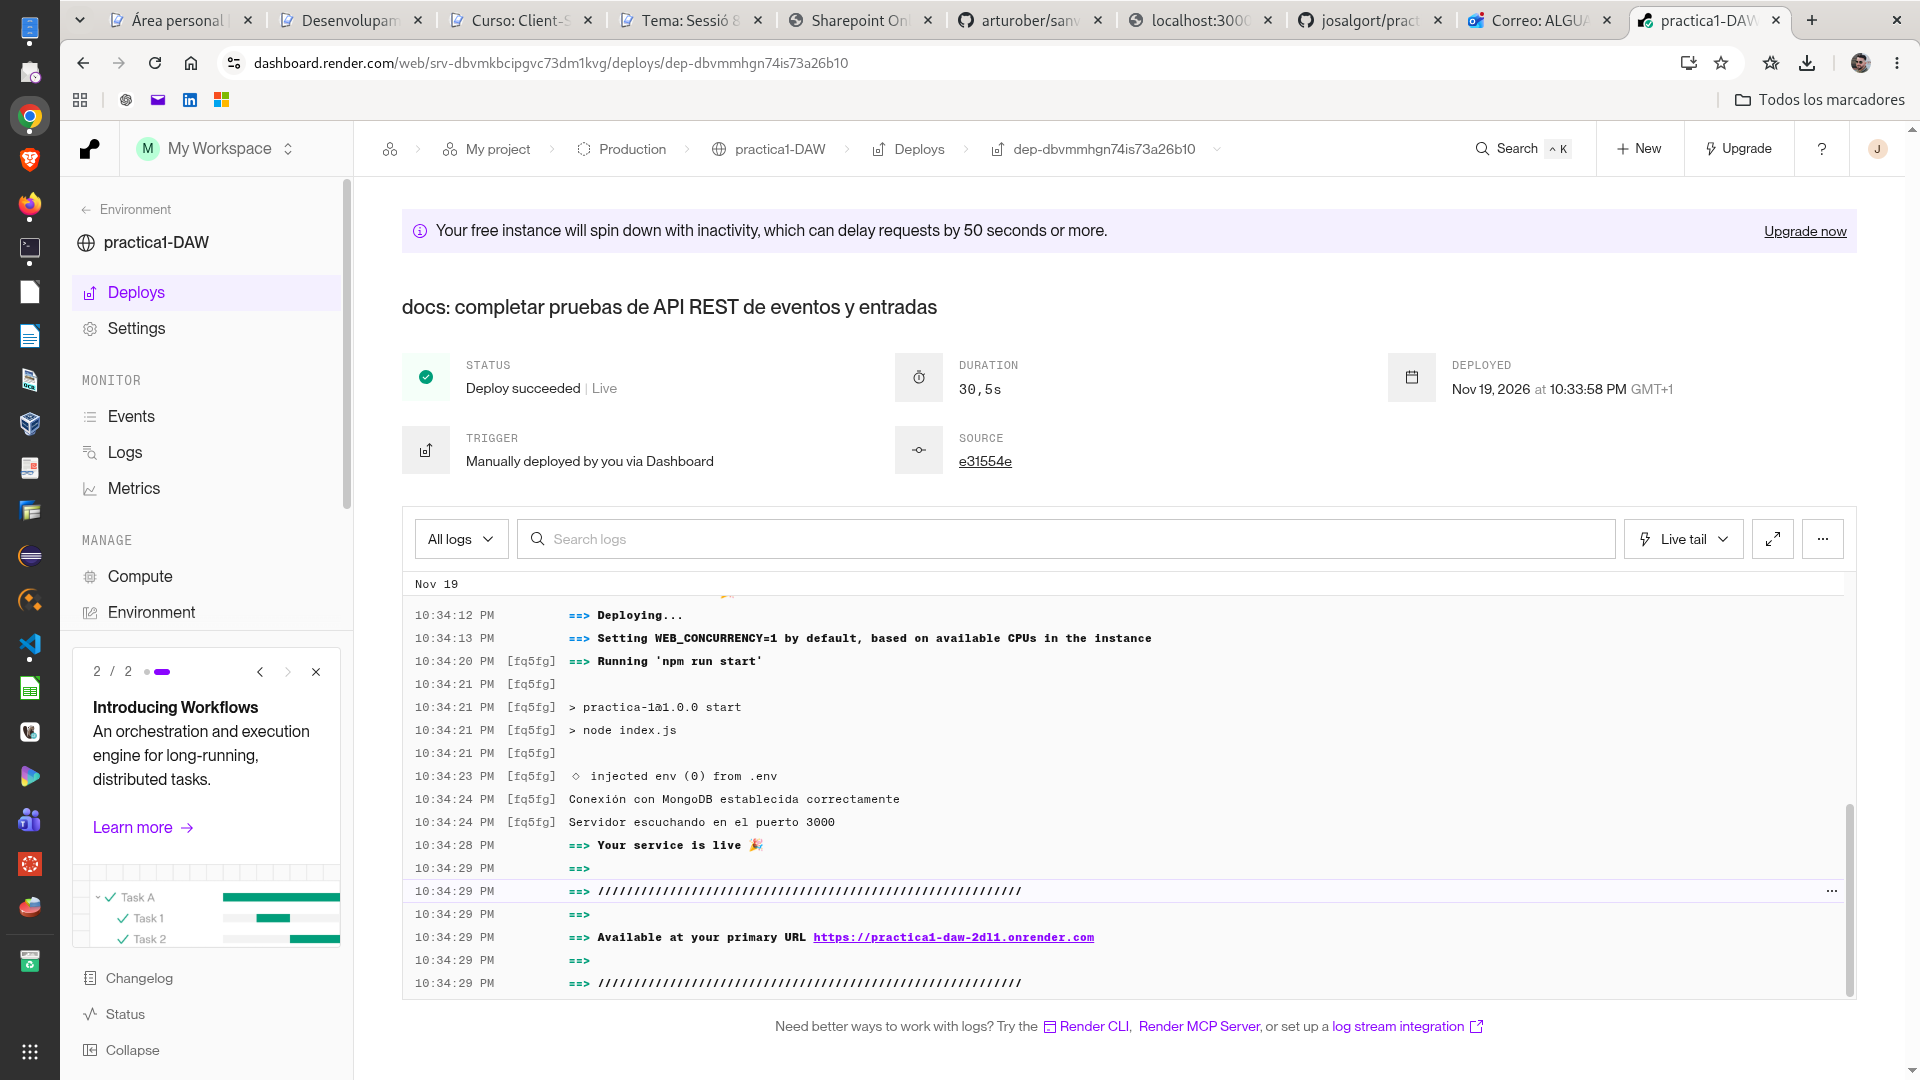 Área personal
Desenvolupam
Curso: Client-S
Tema: Sessió 8
Sharepoint Onl
arturober/sanv
localhost:3000
josalgort/pract
Correo: ALGUA
practica1-DAW
dashboard.render.com/web/srv-dbvmkbcipgvc73dm1kvg/deploys/dep-dbvmmhgn74is73a26b10
Todos los marcadores
M My Workspace
My project
Production
practica1-DAW
Deploys
dep-dbvmmhgn74is73a26b10
Search ^ K
+ New
Upgrade
?
J
← Environment
practica1-DAW
Deploys
Settings
MONITOR
Events
Logs
Metrics
MANAGE
Compute
Environment
2 / 2
Introducing Workflows
An orchestration and execution
engine for long-running,
distributed tasks.
Learn more →
Task A
Task 1
Task 2
Changelog
Status
Collapse
Your free instance will spin down with inactivity, which can delay requests by 50 seconds or more.
Upgrade now
docs: completar pruebas de API REST de eventos y entradas
STATUS
Deploy succeeded | Live
DURATION
30,5s
DEPLOYED
Nov 19, 2026 at 10:33:58 PM GMT+1
TRIGGER
Manually deployed by you via Dashboard
SOURCE
e31554e
All logs
Search logs
Live tail
Nov 19
10:34:12 PM ==> Deploying...
10:34:13 PM ==> Setting WEB_CONCURRENCY=1 by default, based on available CPUs in the instance
10:34:20 PM [fq5fg] ==> Running 'npm run start'
10:34:21 PM [fq5fg]
10:34:21 PM [fq5fg] > practica-1@1.0.0 start
10:34:21 PM [fq5fg] > node index.js
10:34:21 PM [fq5fg]
10:34:23 PM [fq5fg] ◇ injected env (0) from .env
10:34:24 PM [fq5fg] Conexión con MongoDB establecida correctamente
10:34:24 PM [fq5fg] Servidor escuchando en el puerto 3000
10:34:28 PM ==> Your service is live 🎉
10:34:29 PM ==>
10:34:29 PM ==> ///////////////////////////////////////////////////////////
10:34:29 PM ==>
10:34:29 PM ==> Available at your primary URL https://practica1-daw-2dl1.onrender.com
10:34:29 PM ==>
10:34:29 PM ==> ///////////////////////////////////////////////////////////
Need better ways to work with logs? Try the Render CLI, Render MCP Server, or set up a log stream integration